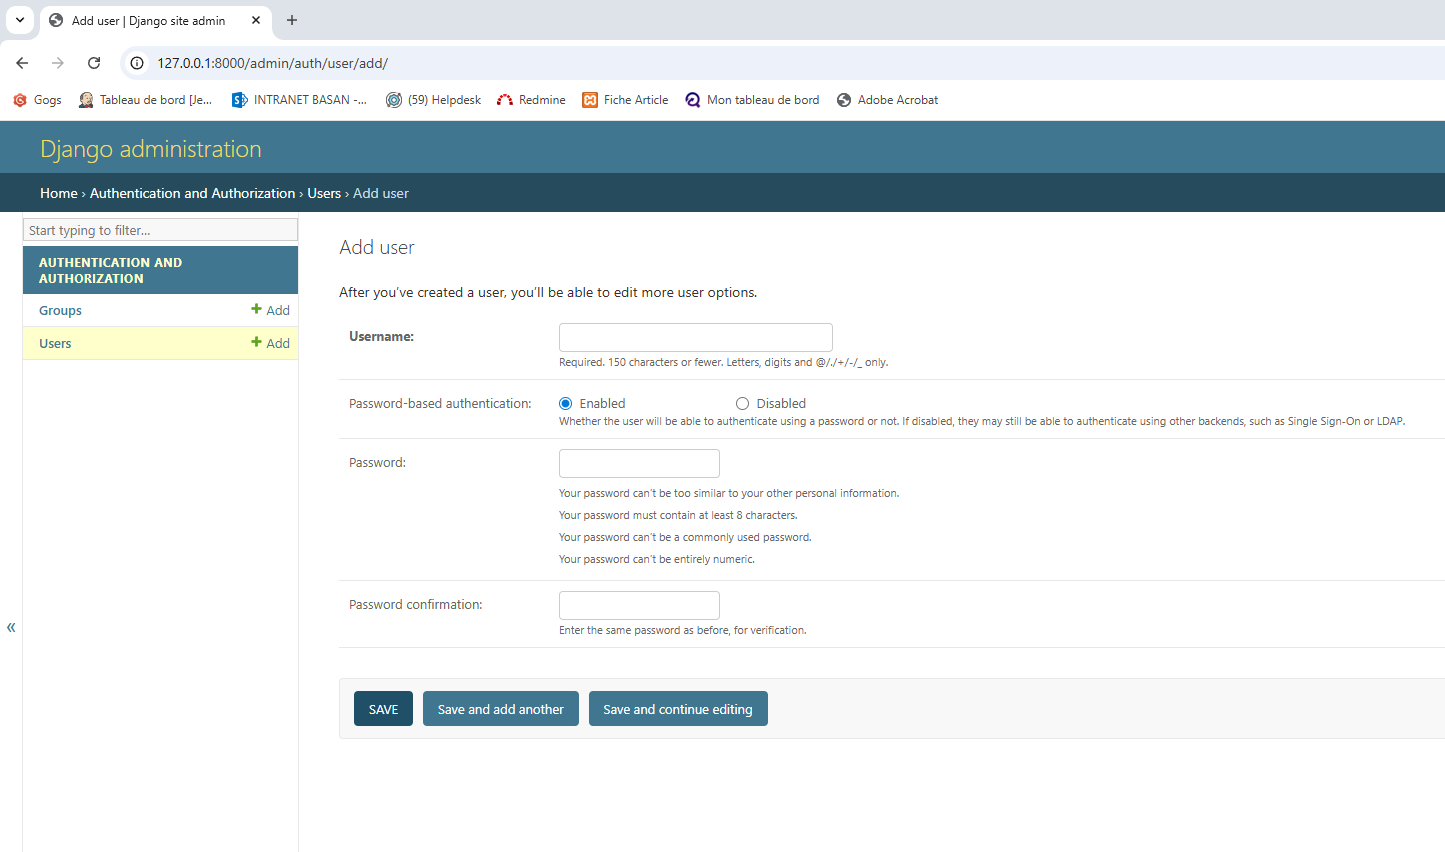 Add user | Django site admin
127.0.0.1:8000/admin/auth/user/add/
Gogs Tableau de bord [Je... INTRANET BASAN -... (59) Helpdesk Redmine Fiche Article Mon tableau de bord Adobe Acrobat
Django administration
Home › Authentication and Authorization › Users › Add user
Start typing to filter...
AUTHENTICATION AND
AUTHORIZATION
Groups + Add
Users + Add
«
Add user
After you’ve created a user, you’ll be able to edit more user options.
Username:
Required. 150 characters or fewer. Letters, digits and @/./+/-/_ only.
Password-based authentication: Enabled Disabled
Whether the user will be able to authenticate using a password or not. If disabled, they may still be able to authenticate using other backends, such as Single Sign-On or LDAP.
Password:
Your password can’t be too similar to your other personal information.
Your password must contain at least 8 characters.
Your password can’t be a commonly used password.
Your password can’t be entirely numeric.
Password confirmation:
Enter the same password as before, for verification.
SAVE Save and add another Save and continue editing